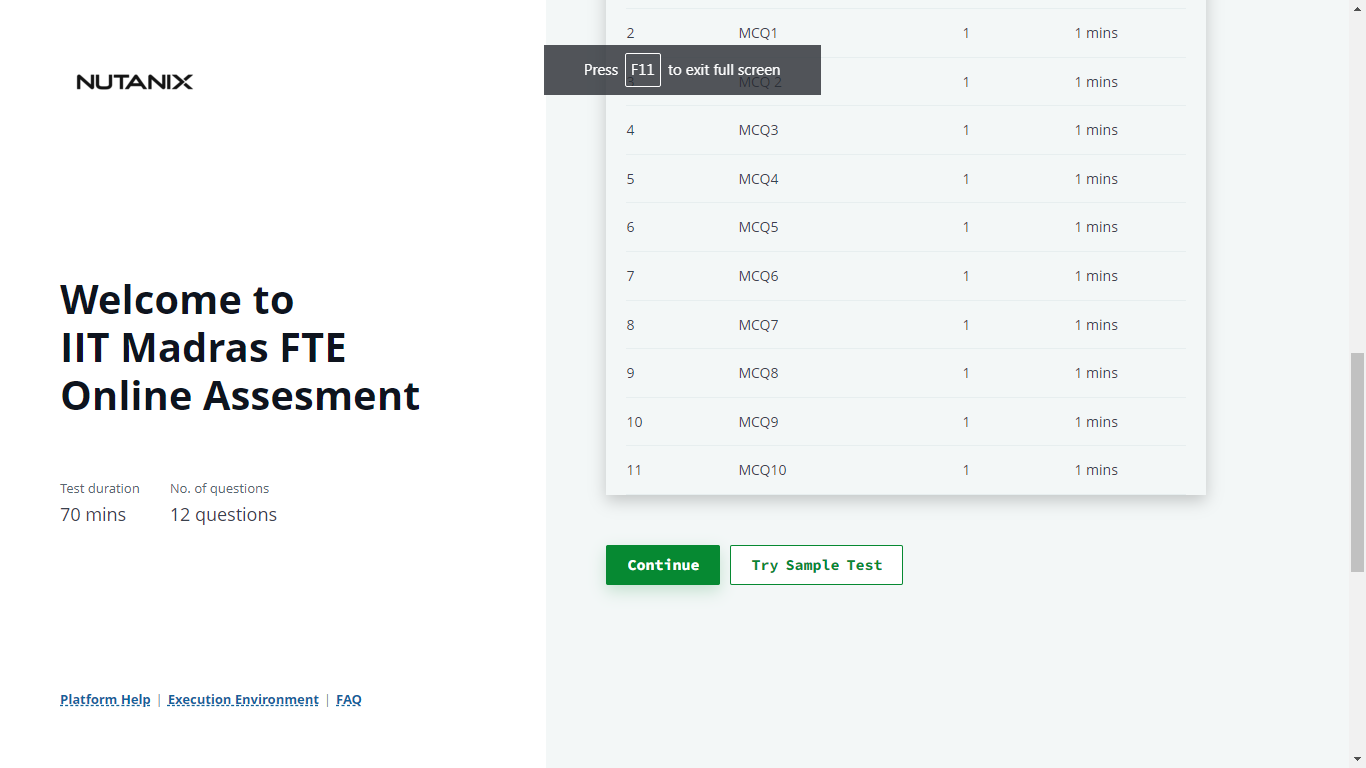 NUTANIX
Welcome to
IIT Madras FTE
Online Assesment
Test duration
70 mins
No. of questions
12 questions
Platform Help | Execution Environment | FAQ
2 MCQ1 1 1 mins
Press F11 to exit full screen
3 MCQ 2 1 1 mins
4 MCQ3 1 1 mins
5 MCQ4 1 1 mins
6 MCQ5 1 1 mins
7 MCQ6 1 1 mins
8 MCQ7 1 1 mins
9 MCQ8 1 1 mins
10 MCQ9 1 1 mins
11 MCQ10 1 1 mins
Continue
Try Sample Test